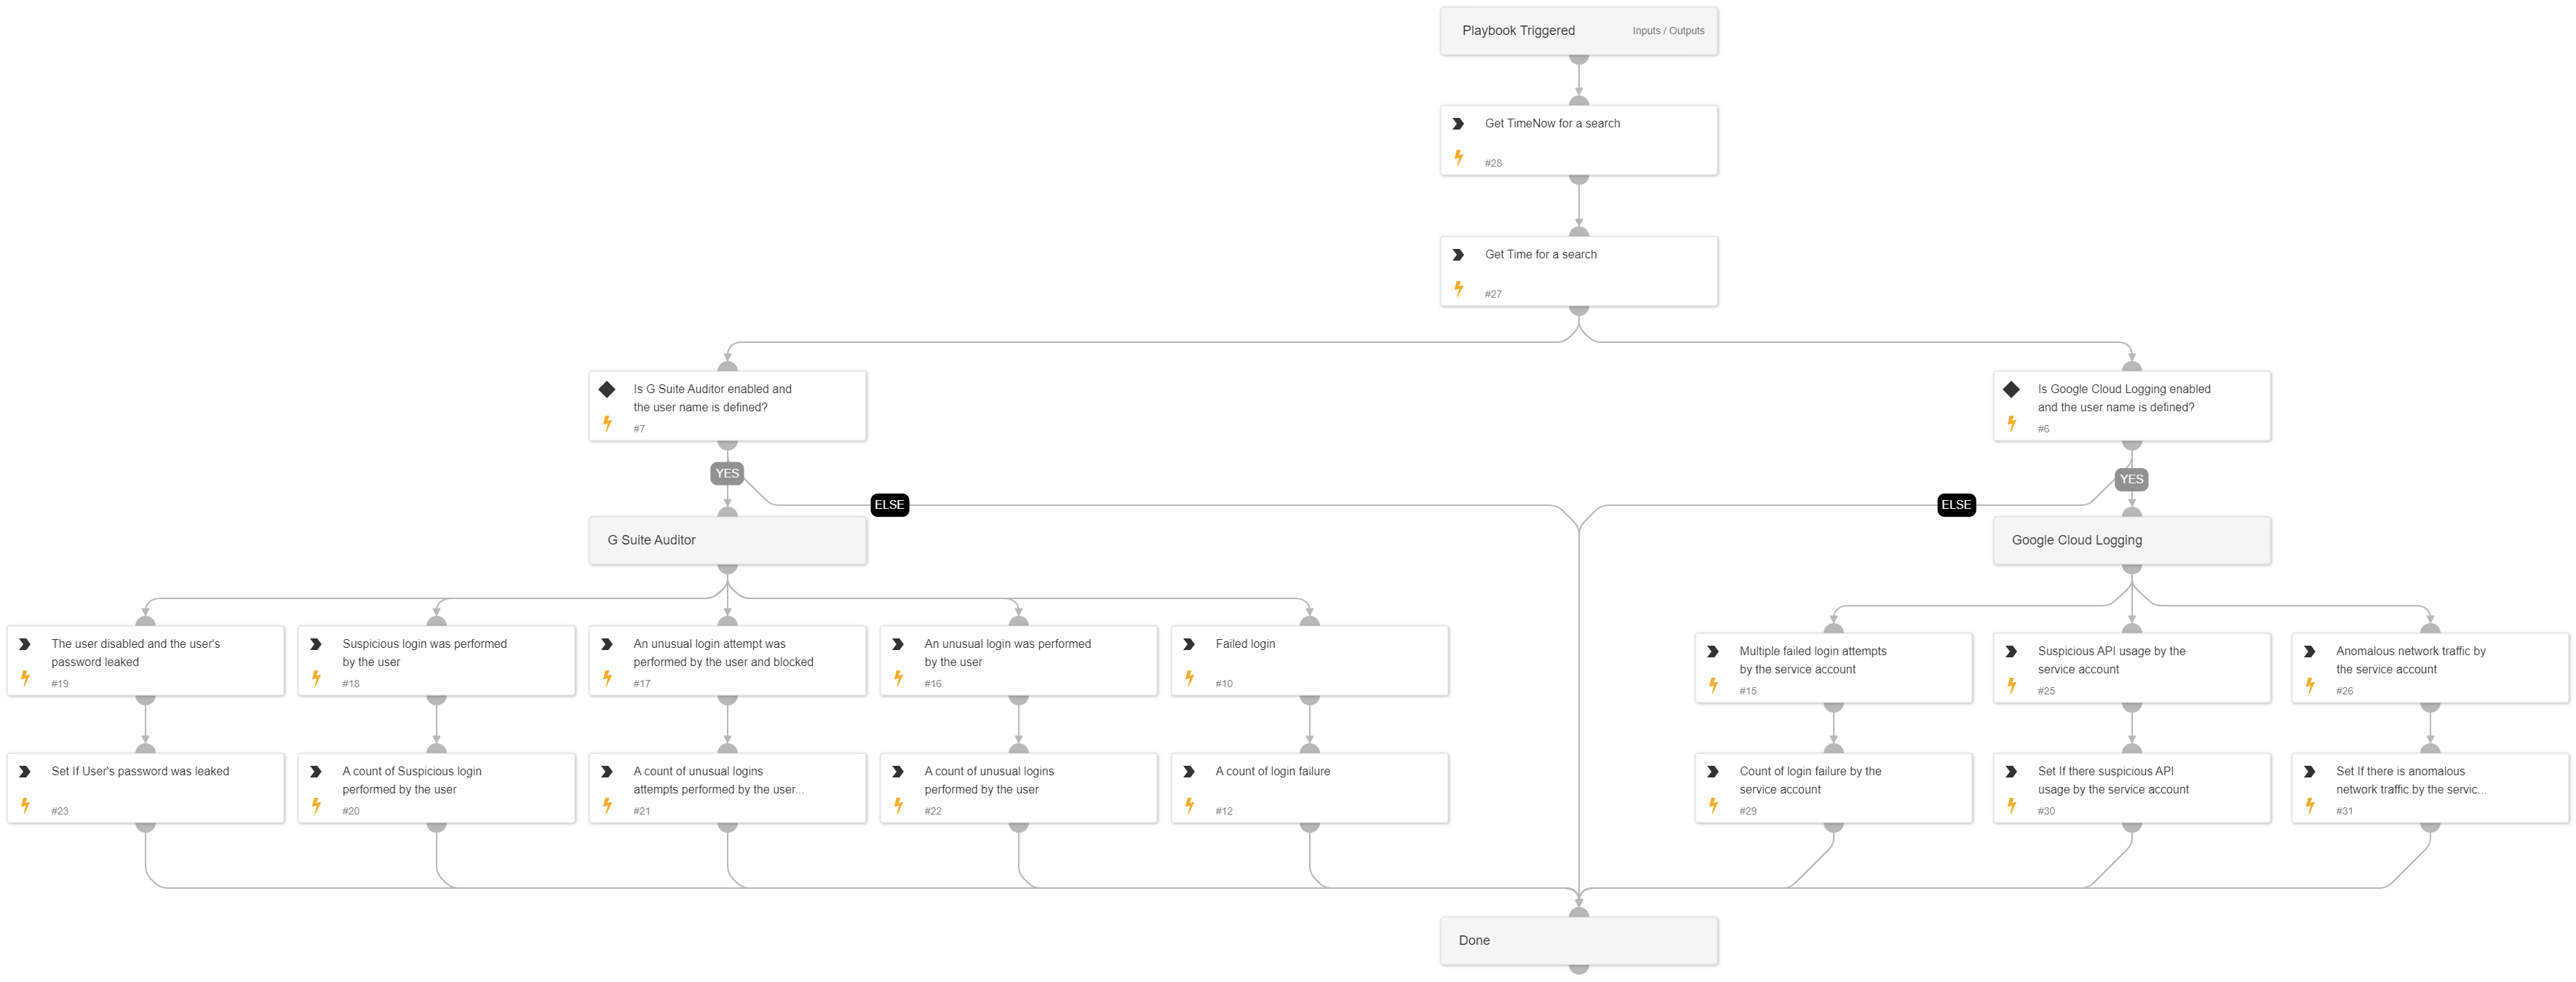 Playbook Triggered
Inputs / Outputs
Get TimeNow for a search
#28
Get Time for a search
#27
Is G Suite Auditor enabled and
the user name is defined?
#7
Is Google Cloud Logging enabled
and the user name is defined?
#6
YES
YES
ELSE
ELSE
G Suite Auditor
Google Cloud Logging
The user disabled and the user's
password leaked
#19
Suspicious login was performed
by the user
#18
An unusual login attempt was
performed by the user and blocked
#17
An unusual login was performed
by the user
#16
Failed login
#10
Multiple failed login attempts
by the service account
#15
Suspicious API usage by the
service account
#25
Anomalous network traffic by
the service account
#26
Set If User's password was leaked
#23
A count of Suspicious login
performed by the user
#20
A count of unusual logins
attempts performed by the user...
#21
A count of unusual logins
performed by the user
#22
A count of login failure
#12
Count of login failure by the
service account
#29
Set If there suspicious API
usage by the service account
#30
Set If there is anomalous
network traffic by the servic...
#31
Done